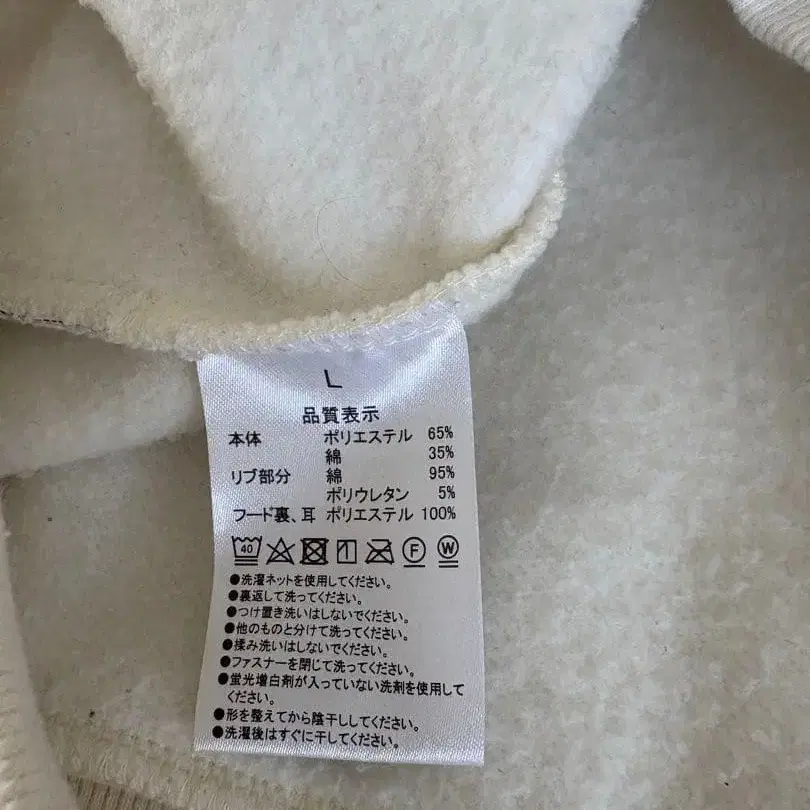 L
品質表示
本体 ポリエステル 65%
綿 35%
リブ部分 綿 95%
ポリウレタン 5%
フード裏、耳 ポリエステル 100%
40 F W
●洗濯ネットを使用してください。
●裏返して洗ってください。
●つけ置き洗いはしないでください。
●他のものと分けて洗ってください。
●揉み洗いはしないでください。
●ファスナーを閉じて洗ってください。
●蛍光増白剤が入っていない洗剤を使用して
ください。
●形を整えてから陰干ししてください。
●洗濯後はすぐに干してください。